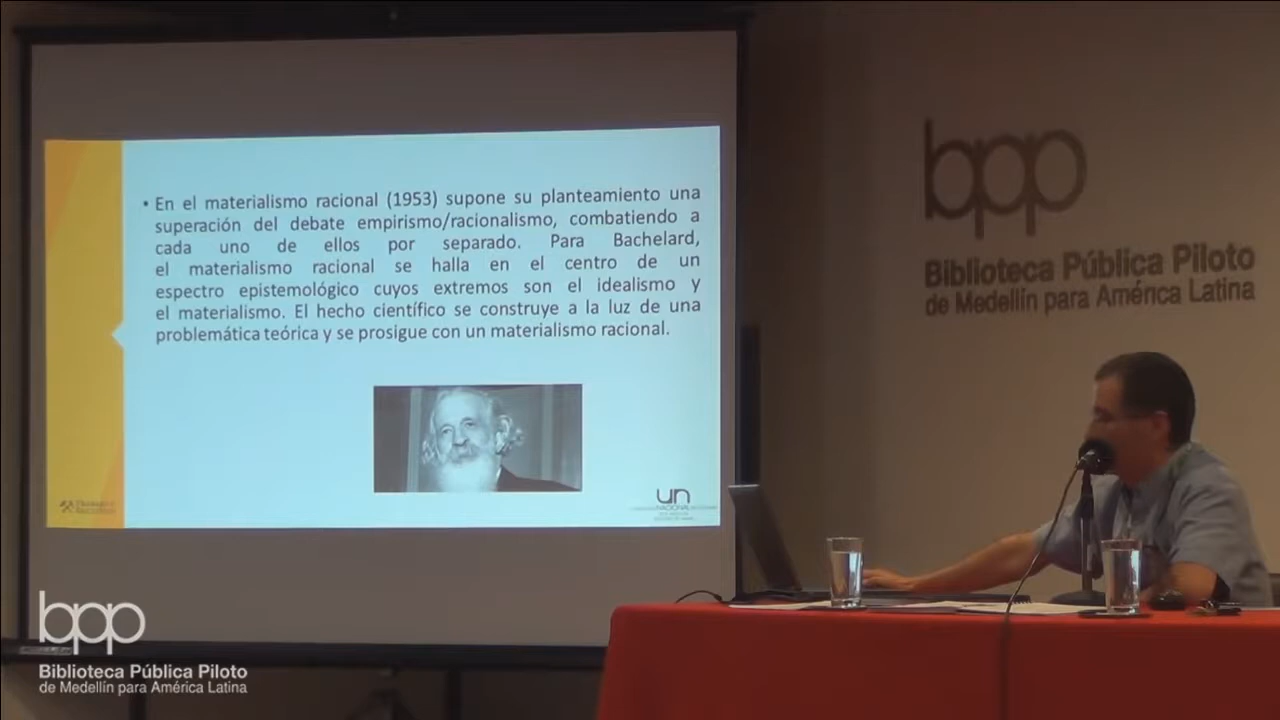 • En el materialismo racional (1953) supone su planteamiento una
superación del debate empirismo/racionalismo, combatiendo a
cada uno de ellos por separado. Para Bachelard,
el materialismo racional se halla en el centro de un
espectro epistemológico cuyos extremos son el idealismo y
el materialismo. El hecho científico se construye a la luz de una
problemática teórica y se prosigue con un materialismo racional.
un
NACIONAL
bpp
Biblioteca Pública Piloto
de Medellín para América Latina
bpp
Biblioteca Pública Piloto
de Medellín para América Latina